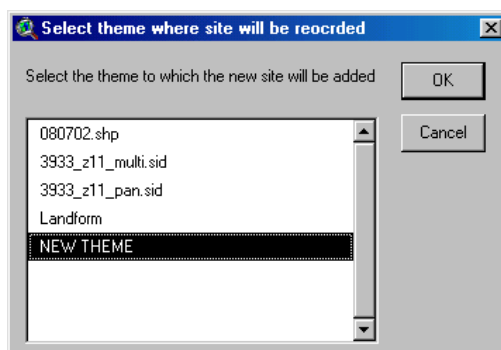 Select theme where site will be reocrded
Select the theme to which the new site will be added
OK
Cancel
080702.shp
3933_z11_multi.sid
3933_z11_pan.sid
Landform
NEW THEME